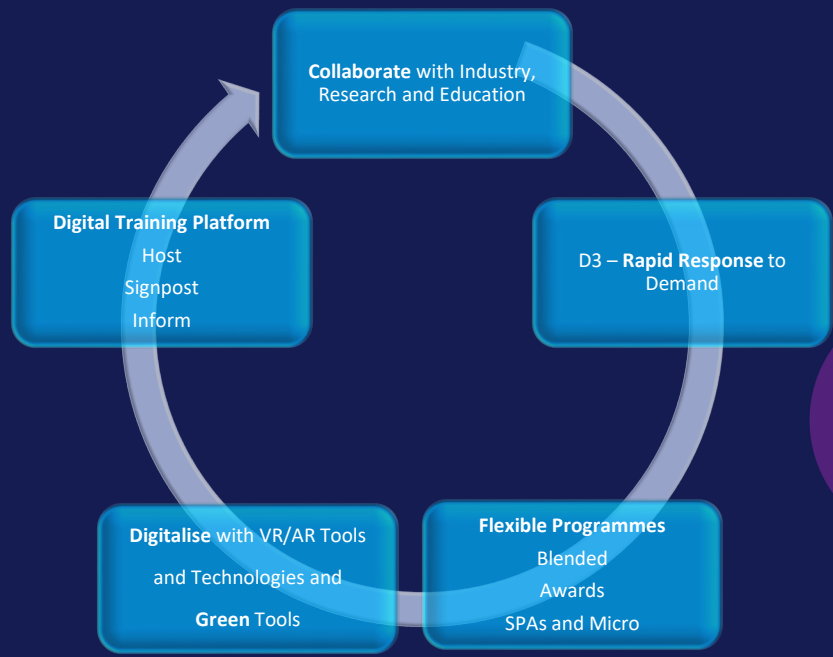 Collaborate with Industry,
Research and Education
D3 – Rapid Response to
Demand
Flexible Programmes
Blended
Awards
SPAs and Micro
Digitalise with VR/AR Tools
and Technologies and
Green Tools
Digital Training Platform
Host
Signpost
Inform